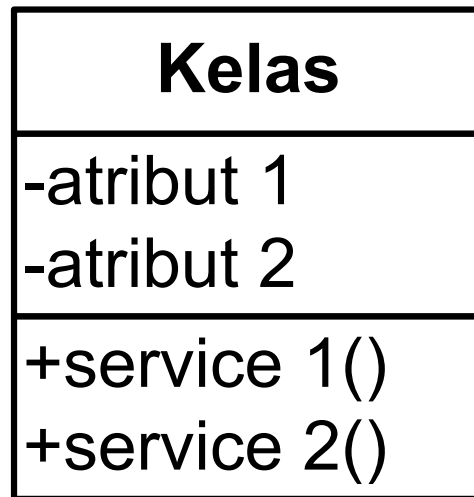 Kelas
-atribut 1
-atribut 2
+service 1()
+service 2()